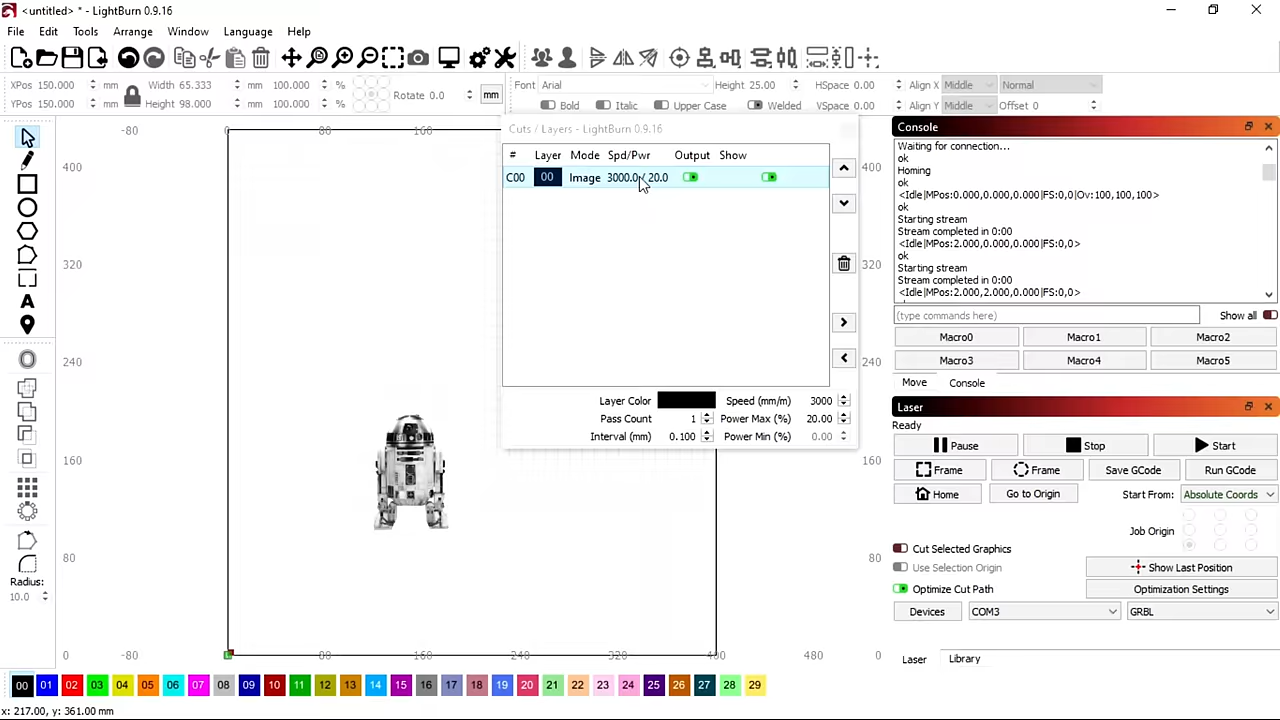 <untitled> * - LightBurn 0.9.16
File Edit Tools Arrange Window Language Help
XPos 150.000 mm Width 65.333 mm 100.000 %
YPos 150.000 mm Height 98.000 mm 100.000 %
Rotate 0.0 mm
Font Arial Height 25.00 HSpace 0.00 Align X Middle Normal
Bold Italic Upper Case Welded VSpace 0.00 Align Y Middle Offset 0
-80 0 80 160
400 320 240 160 80 0
Cuts / Layers - LightBurn 0.9.16
# Layer Mode Spd/Pwr Output Show
C00 00 Image 3000.0 / 20.0
Layer Color Speed (mm/m) 3000
Pass Count 1 Power Max (%) 20.00
Interval (mm) 0.100 Power Min (%) 0.00
400 320 240 160 80 0
-80 80 160 240 320 400 480
A
Radius:
10.0
Console
Waiting for connection...
ok
Homing
ok
<Idle|MPos:0.000,0.000,0.000|FS:0,0|Ov:100,100,100>
ok
Starting stream
Stream completed in 0:00
<Idle|MPos:2.000,0.000,0.000|FS:0,0>
ok
Starting stream
Stream completed in 0:00
<Idle|MPos:2.000,2.000,0.000|FS:0,0>
(type commands here) Show all
Macro0 Macro1 Macro2
Macro3 Macro4 Macro5
Move Console
Laser
Ready
Pause Stop Start
Frame Frame Save GCode Run GCode
Home Go to Origin Start From: Absolute Coords
Job Origin
Cut Selected Graphics
Use Selection Origin Show Last Position
Optimize Cut Path Optimization Settings
Devices COM3 GRBL
Laser Library
00 01 02 03 04 05 06 07 08 09 10 11 12 13 14 15 16 17 18 19 20 21 22 23 24 25 26 27 28 29
x: 217.00, y: 361.00 mm